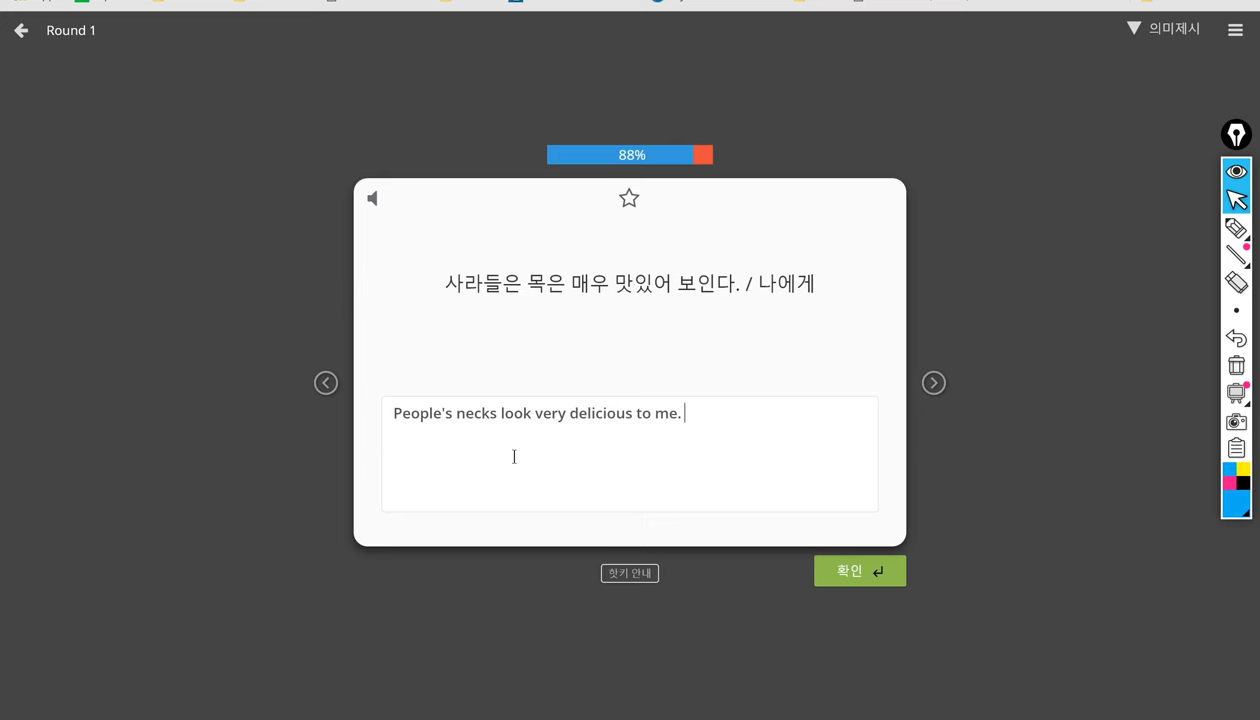 Round 1
의미제시
88%
사라들은 목은 매우 맛있어 보인다. / 나에게
People's necks look very delicious to me.
핫키 안내
확인